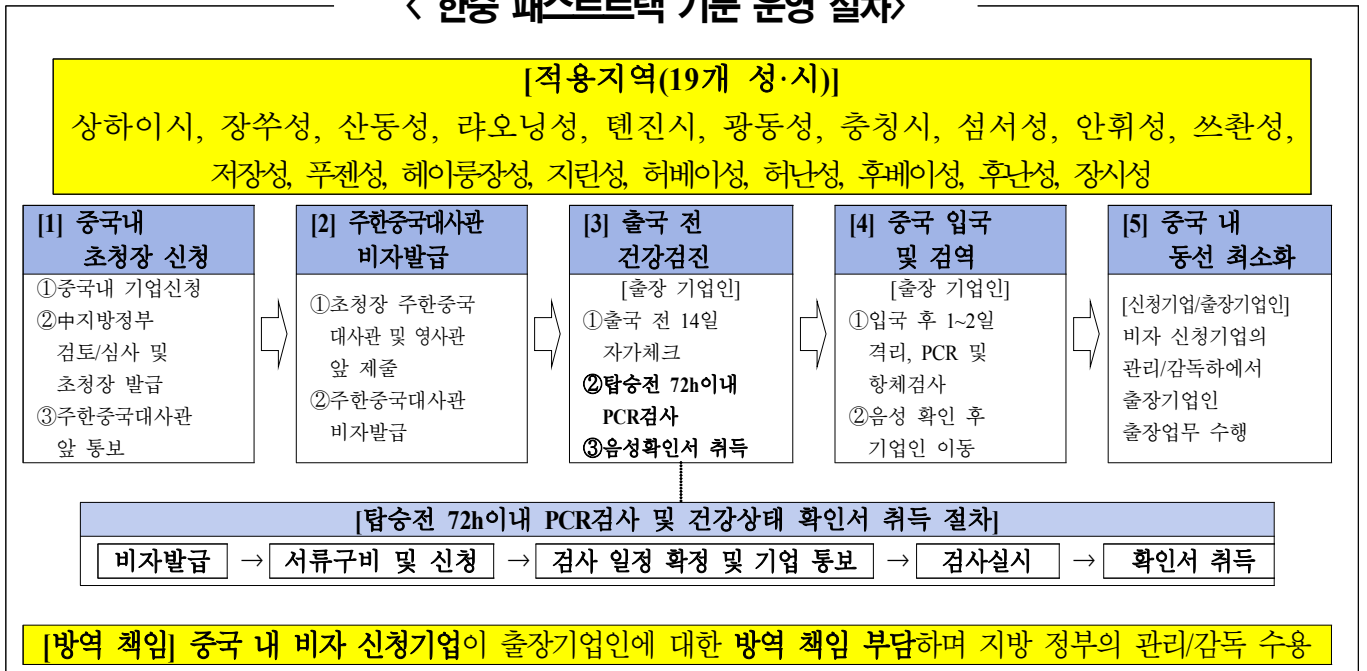 < 한중 패스트트랙 기본 운영 절차>
[적용지역(19개 성·시)]
상하이시, 장쑤성, 산동성, 랴오닝성, 톈진시, 광동성, 충칭시, 섬서성, 안휘성, 쓰촨성,
저장성, 푸젠성, 헤이룽장성, 지린성, 허베이성, 허난성, 후베이성, 후난성, 장시성
[1] 중국내
초청장 신청
①중국내 기업신청
②中지방정부
검토/심사 및
초청장 발급
③주한중국대사관
앞 통보
[2] 주한중국대사관
비자발급
①초청장 주한중국
대사관 및 영사관
앞 제출
②주한중국대사관
비자발급
[3] 출국 전
건강검진
[출장 기업인]
①출국 전 14일
자가체크
②탑승전 72h이내
PCR검사
③음성확인서 취득
[4] 중국 입국
및 검역
[출장 기업인]
①입국 후 1~2일
격리, PCR 및
항체검사
②음성 확인 후
기업인 이동
[5] 중국 내
동선 최소화
[신청기업/출장기업인]
비자 신청기업의
관리/감독하에서
출장기업인
출장업무 수행
[탑승전 72h이내 PCR검사 및 건강상태 확인서 취득 절차]
비자발급 → 서류구비 및 신청 → 검사 일정 확정 및 기업 통보 → 검사실시 → 확인서 취득
[방역 책임] 중국 내 비자 신청기업이 출장기업인에 대한 방역 책임 부담하며 지방 정부의 관리/감독 수용